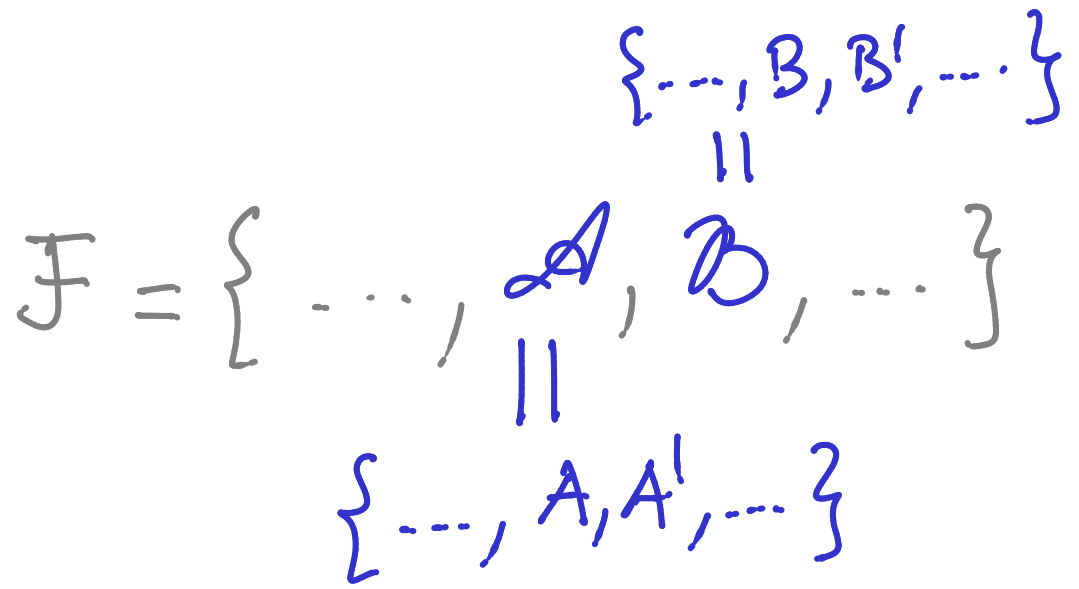 {..., B, B', ...}
||
F = {..., A, B, ...}
||
{..., A, A', ...}